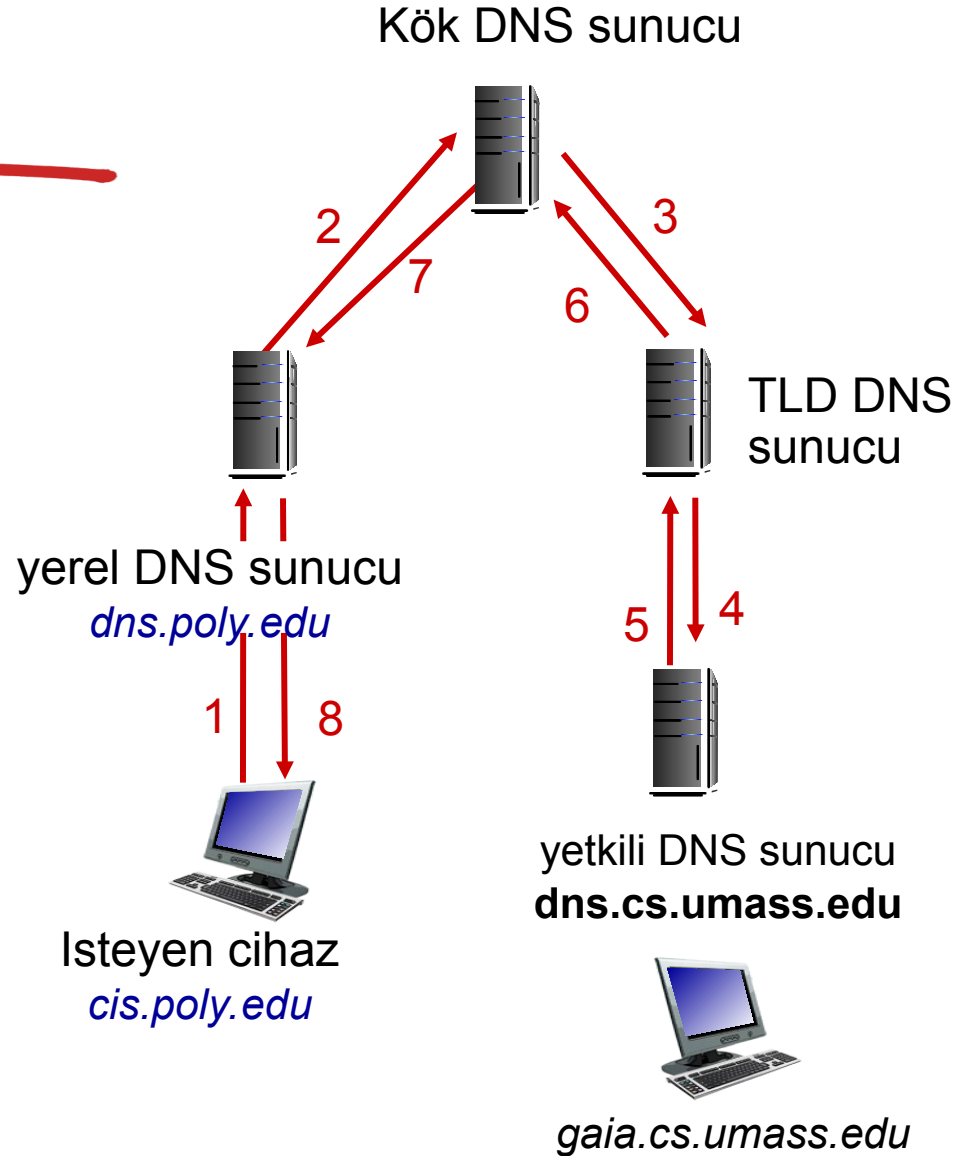 Kök DNS sunucu
2
7
3
6
TLD DNS
sunucu
yerel DNS sunucu
dns.poly.edu
5
4
1
8
yetkili DNS sunucu
dns.cs.umass.edu
Isteyen cihaz
cis.poly.edu
gaia.cs.umass.edu